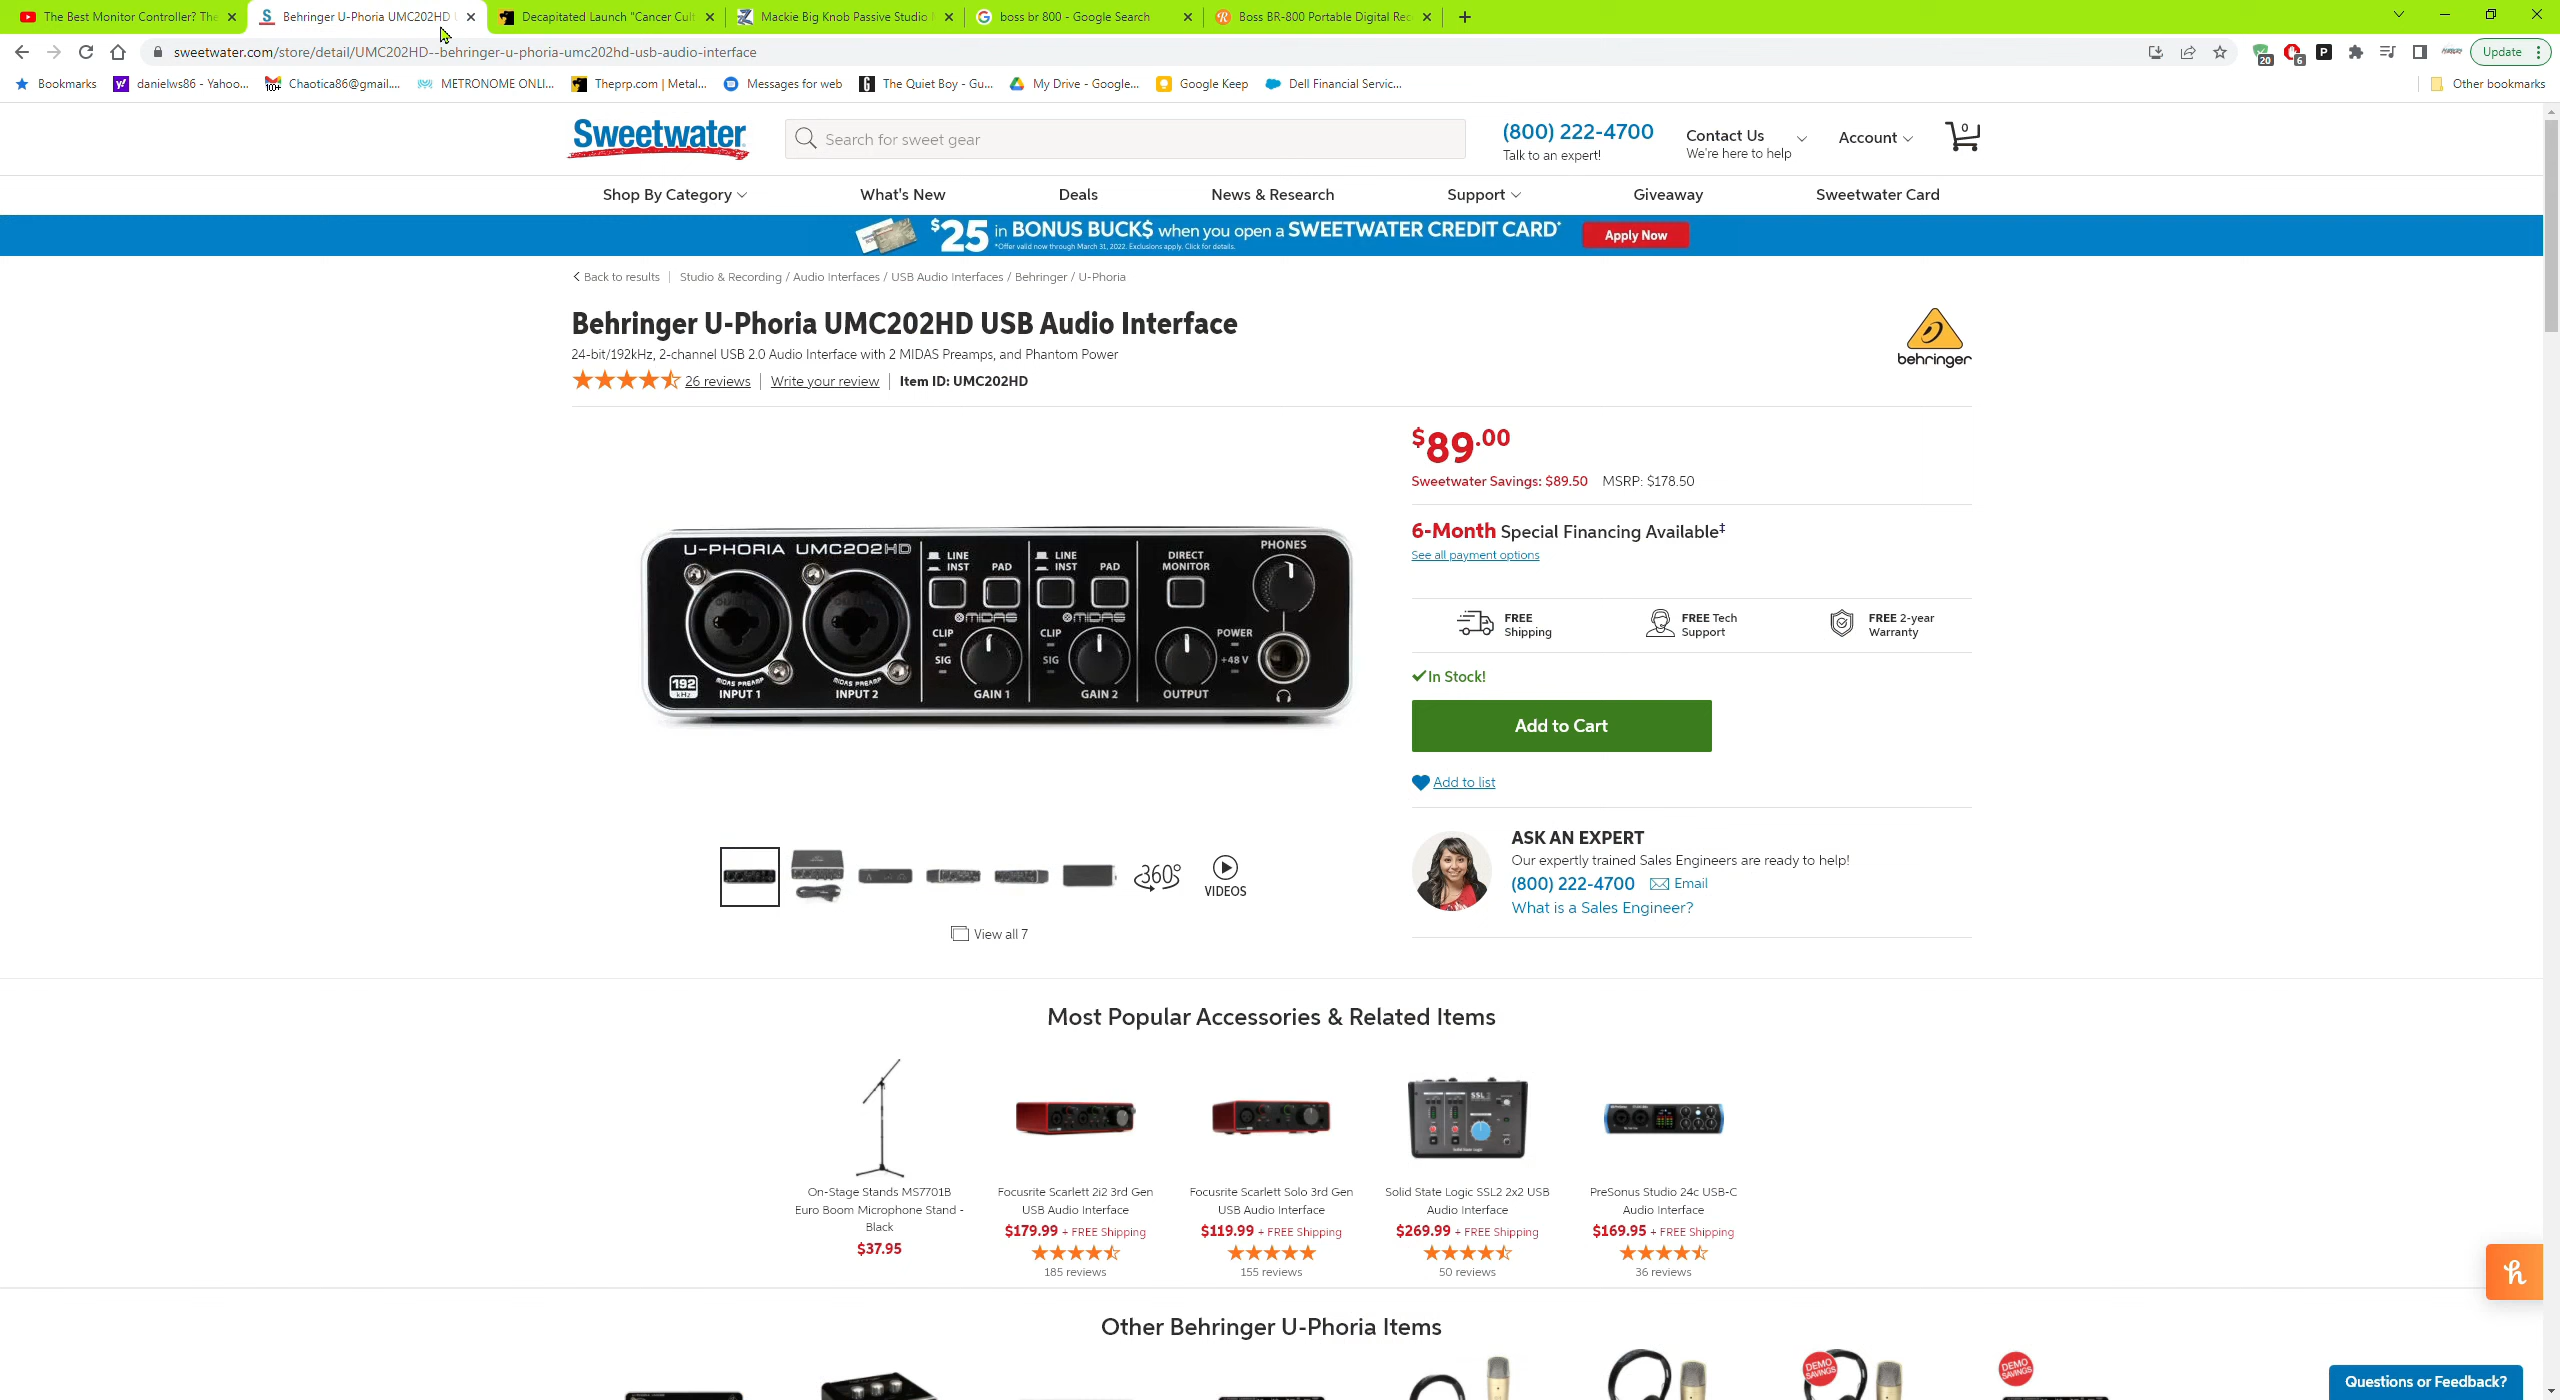 The Best Monitor Controller? The
Behringer U-Phoria UMC202HD
Decapitated Launch "Cancer Cult
Mackie Big Knob Passive Studio
boss br 800 - Google Search
Boss BR-800 Portable Digital Rec
sweetwater.com/store/detail/UMC202HD--behringer-u-phoria-umc202hd-usb-audio-interface
20
6
P
Update
Bookmarks
danielws86 - Yahoo...
100+
Chaotica86@gmail....
METRONOME ONLI...
Theprp.com | Metal...
Messages for web
The Quiet Boy - Gu...
My Drive - Google...
Google Keep
Dell Financial Servic...
Other bookmarks
Sweetwater
Search for sweet gear
(800) 222-4700
Talk to an expert!
Contact Us
We're here to help
Account
0
Shop By Category
What's New
Deals
News & Research
Support
Giveaway
Sweetwater Card
$25 in BONUS BUCK$ when you open a SWEETWATER CREDIT CARD*
*Offer valid now through March 31, 2022. Exclusions apply. Click for details.
Apply Now
Back to results
Studio & Recording / Audio Interfaces / USB Audio Interfaces / Behringer / U-Phoria
Behringer U-Phoria UMC202HD USB Audio Interface
24-bit/192kHz, 2-channel USB 2.0 Audio Interface with 2 MIDAS Preamps, and Phantom Power
26 reviews
Write your review
Item ID: UMC202HD
behringer
$89.00
Sweetwater Savings: $89.50 MSRP: $178.50
6-Month Special Financing Available‡
See all payment options
FREE
Shipping
FREE Tech
Support
FREE 2-year
Warranty
In Stock!
Add to Cart
Add to list
ASK AN EXPERT
Our expertly trained Sales Engineers are ready to help!
(800) 222-4700 Email
What is a Sales Engineer?
U-PHORIA UMC202HD
LINE
INST
PAD
LINE
INST
PAD
DIRECT
MONITOR
PHONES
MIDAS
MIDAS
CLIP
SIG
CLIP
SIG
POWER
+48 V
192
kHz
MIDAS PREAMP
INPUT 1
MIDAS PREAMP
INPUT 2
GAIN 1
GAIN 2
OUTPUT
360°
VIDEOS
View all 7
Most Popular Accessories & Related Items
SSL2
On-Stage Stands MS7701B
Euro Boom Microphone Stand -
Black
$37.95
Focusrite Scarlett 2i2 3rd Gen
USB Audio Interface
$179.99 + FREE Shipping
185 reviews
Focusrite Scarlett Solo 3rd Gen
USB Audio Interface
$119.99 + FREE Shipping
155 reviews
Solid State Logic SSL2 2x2 USB
Audio Interface
$269.99 + FREE Shipping
50 reviews
PreSonus Studio 24c USB-C
Audio Interface
$169.95 + FREE Shipping
36 reviews
Other Behringer U-Phoria Items
DEMO
SAVINGS
DEMO
SAVINGS
Questions or Feedback?